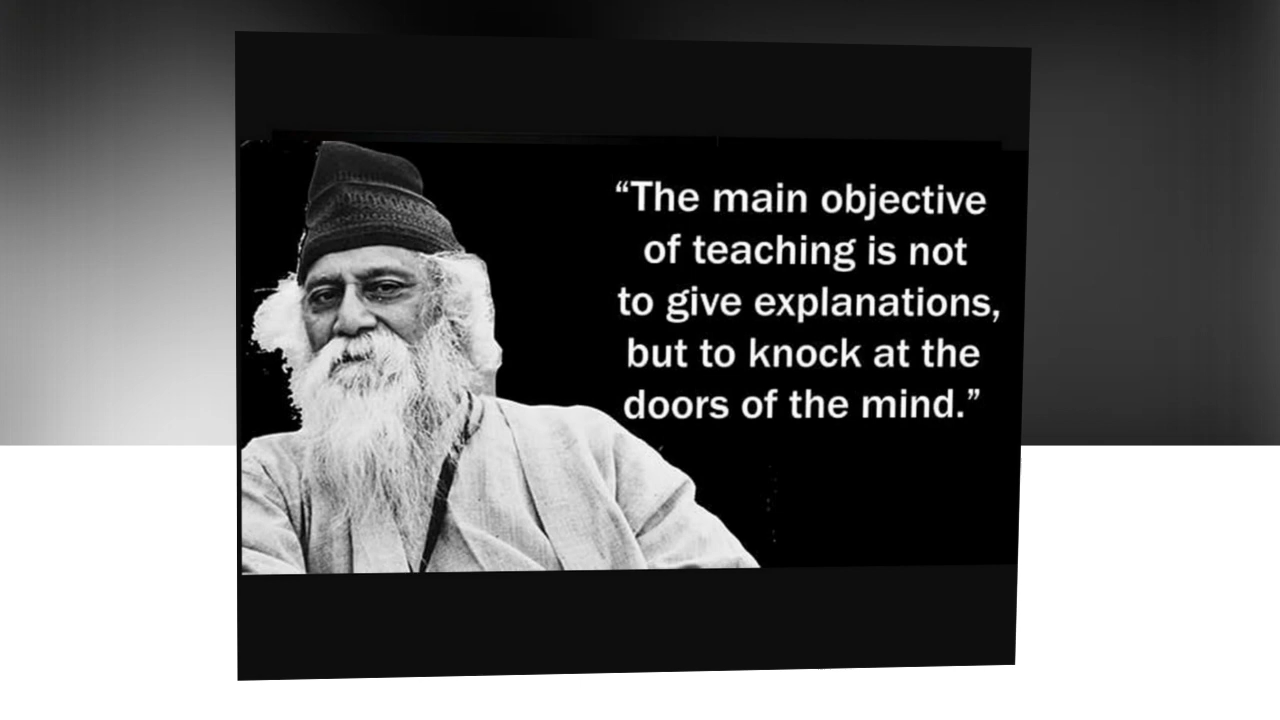 “The main objective
of teaching is not
to give explanations,
but to knock at the
doors of the mind.”